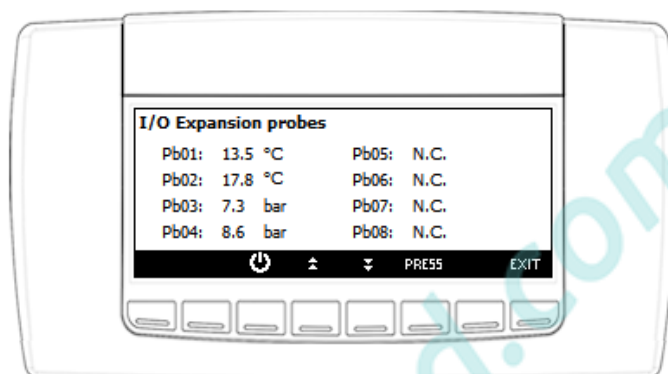 I/O Expansion probes
Pb01: 13.5 °C Pb05: N.C.
Pb02: 17.8 °C Pb06: N.C.
Pb03: 7.3 bar Pb07: N.C.
Pb04: 8.6 bar Pb08: N.C.
PRESS EXIT
d.com